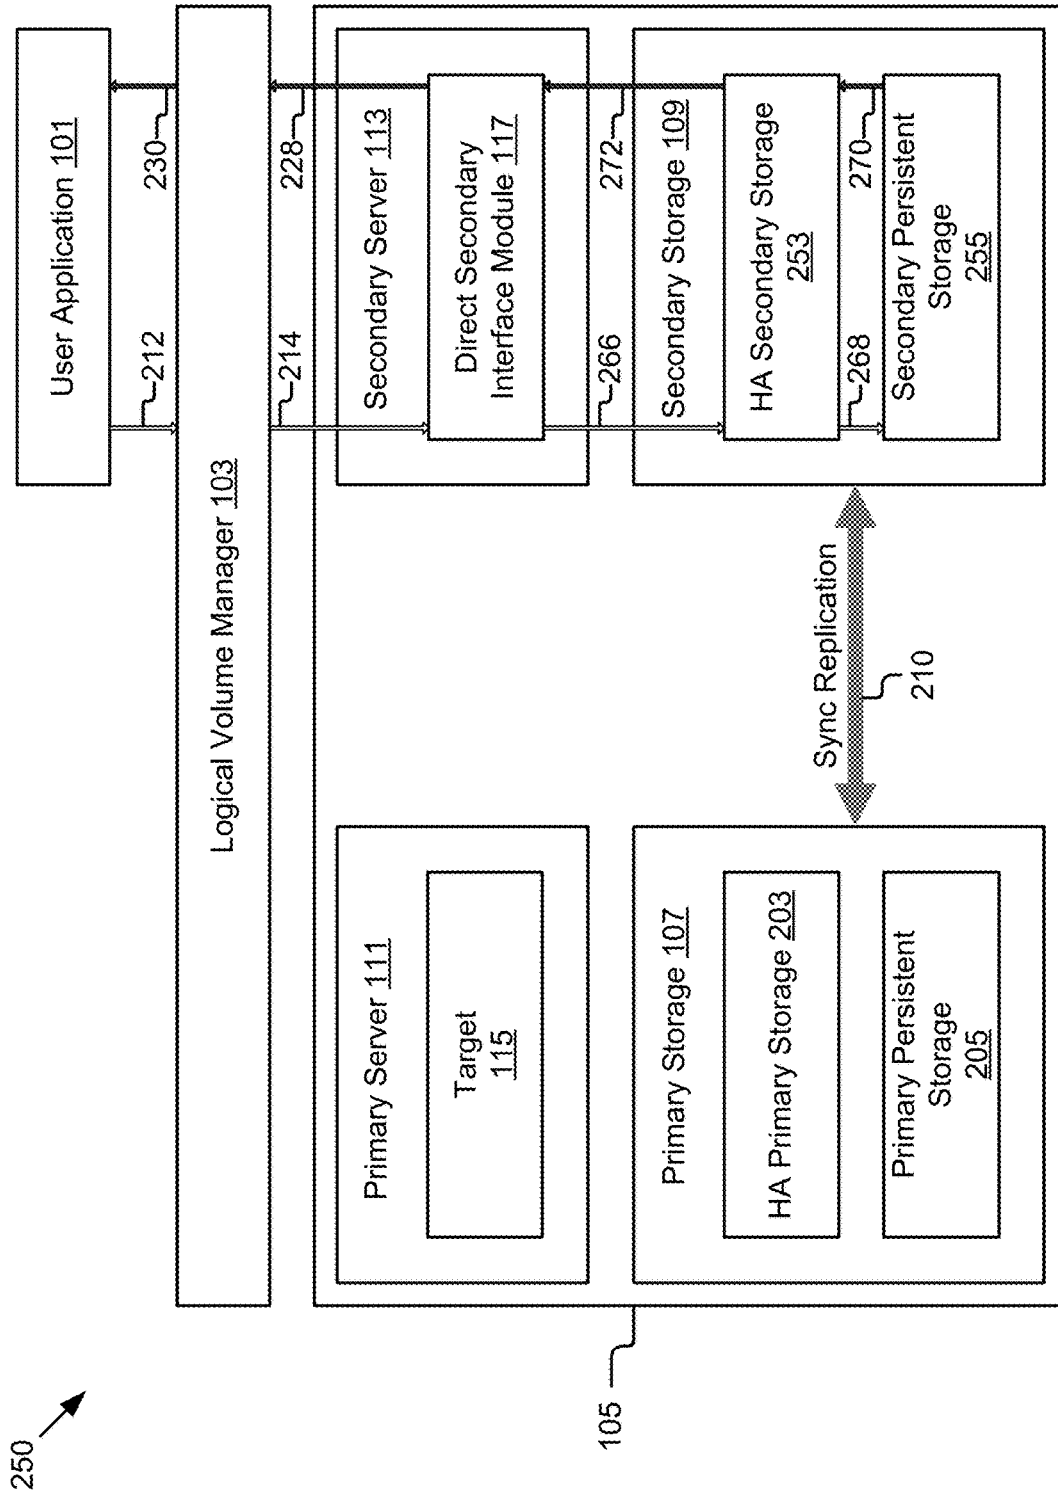 250
User Application 101
212
230
Logical Volume Manager 103
214
228
105
Primary Server 111
Target
115
Secondary Server 113
Direct Secondary
Interface Module 117
266
272
Primary Storage 107
HA Primary Storage 203
Primary Persistent
Storage
205
Sync Replication
210
Secondary Storage 109
HA Secondary Storage
253
268
270
Secondary Persistent
Storage
255